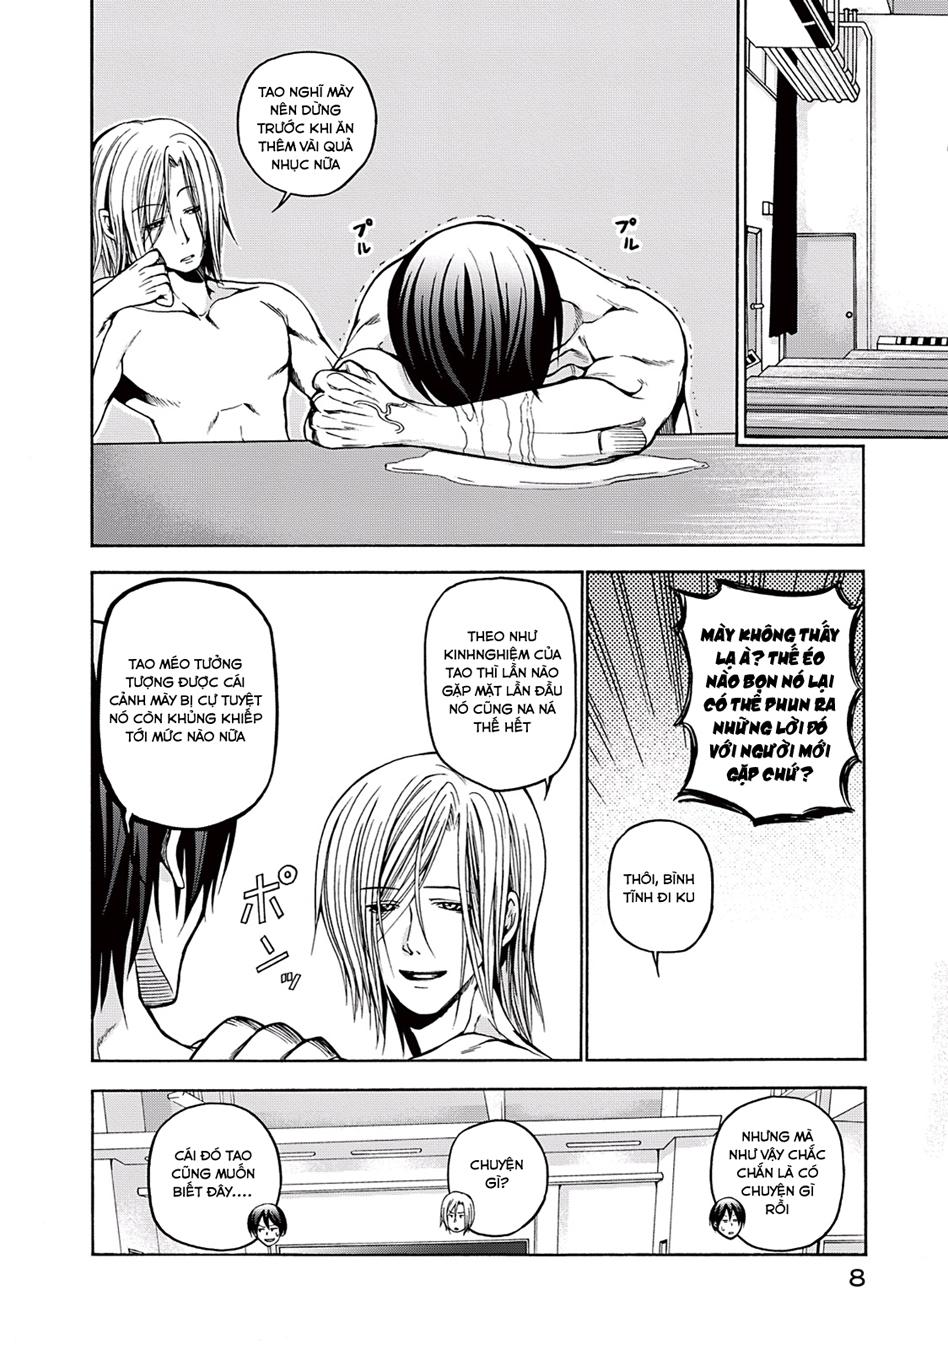 TAO NGHĨ MÀY
NÊN DỪNG
TRƯỚC KHI ĂN
THÊM VÀI QUẢ
NHỤC NỮA
プル
プル
MÀY KHÔNG THẤY
LẠ À? THẾ ÉO
NÀO BỌN NÓ LẠI
CÓ THỂ PHUN RA
NHỮNG LỜI ĐÓ
VỚI NGƯỜI MỚI
GẶP CHỨ?
THÔI, BÌNH
TĨNH ĐI KU
THEO NHƯ
KINHNGHIỆM CỦA
TAO THÌ LẦN NÀO
GẶP MẶT LẦN ĐẦU
NÓ CŨNG NA NÁ
THẾ HẾT
TAO MÉO TƯỞNG
TƯỢNG ĐƯỢC CÁI
CẢNH MÀY BỊ CỰ TUYỆT
NÓ CÒN KHỦNG KHIẾP
TỚI MỨC NÀO NỮA
ポーンッ
NHƯNG MÀ
NHƯ VẬY CHẮC
CHẮN LÀ CÓ
CHUYỆN GÌ
RỒI
CHUYỆN
GÌ?
CÁI ĐÓ TAO
CŨNG MUỐN
BIẾT ĐÂY....
8